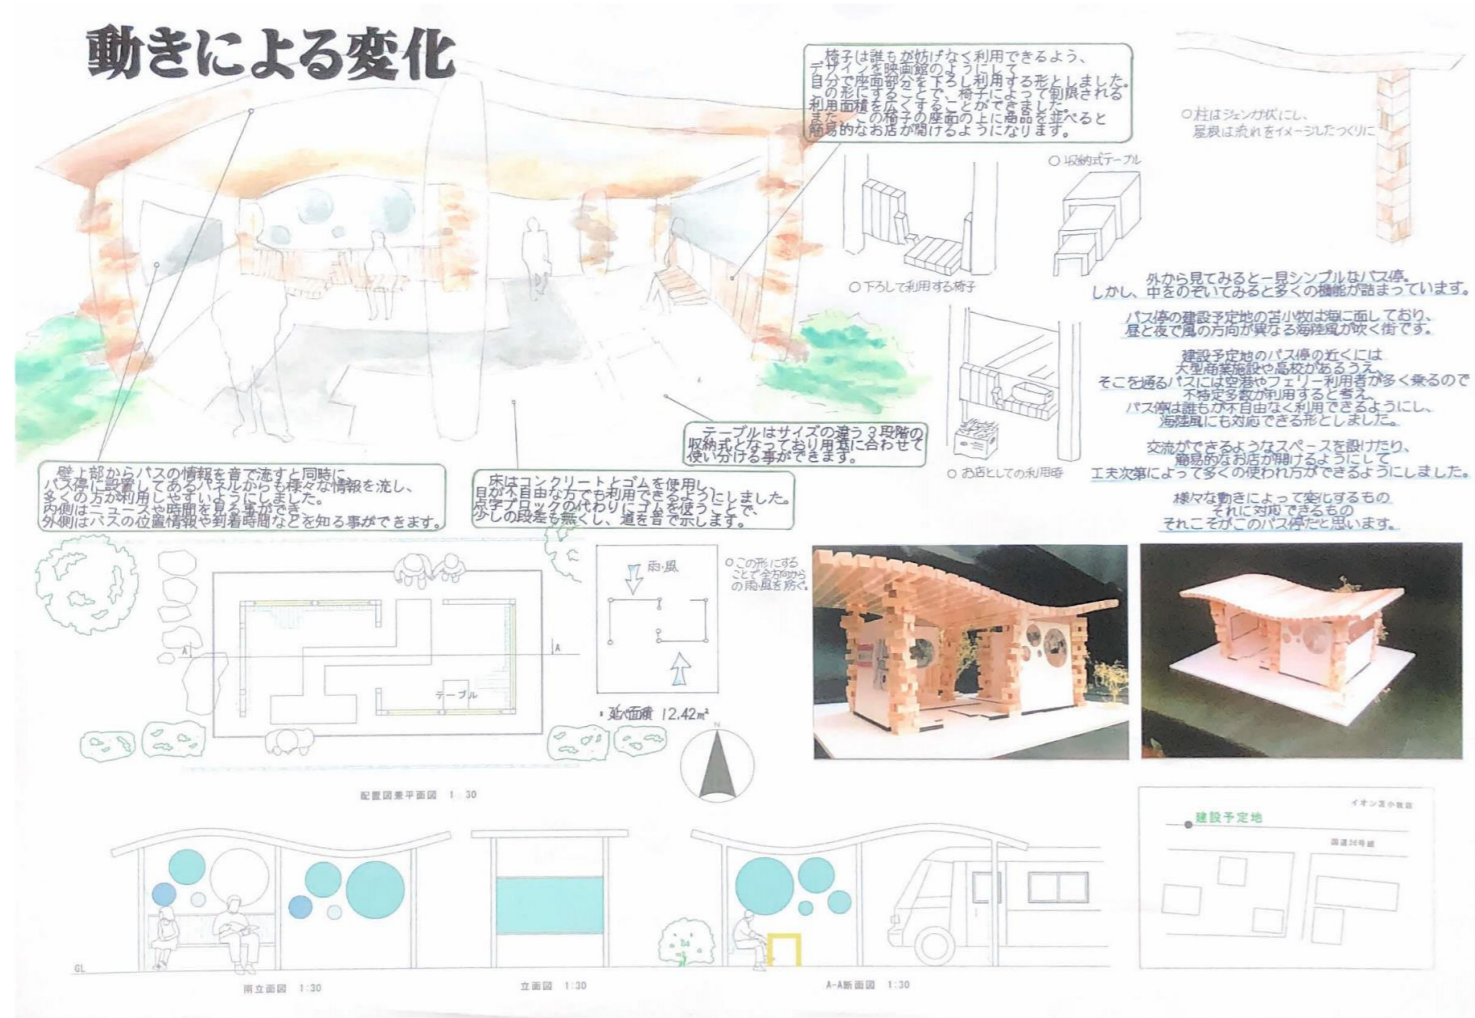 動きによる変化
椅子は誰もが妨げなく利用できるよう、
デザインを映画館のようにして、
自分で座面部分を下ろし利用する形としました。
この形にすることで、椅子によって制限される
利用面積を広くすることができました。
また、この椅子の座面の上に商品を並べると
簡易的なお店が開けるようになります。
○柱はジェンガ状にし、
屋根は流れをイメージしたつくりに
○収納式テーブル
○下ろして利用する椅子
○お店としての利用時
外から見てみると一見シンプルなバス停。
しかし、中をのぞいてみると多くの機能が詰まっています。
バス停の建設予定地の苫小牧は海に面しており、
昼と夜で風の方向が異なる海陸風が吹く街です。
建設予定地のバス停の近くには
大型商業施設や高校があるうえ、
そこを通るバスには空港やフェリー利用者が多く乗るので
不特定多数が利用すると考え、
バス停は誰もが不自由なく利用できるようにし、
海陸風にも対応できる形としました。
交流ができるようなスペースを設けたり、
簡易的なお店が開けるようにして
工夫次第によって多くの使われ方ができるようにしました。
様々な動きによって変化するもの
それに対応できるもの
それこそがこのバス停だと思います。
テーブルはサイズの違う3段階の
収納式となっており用途に合わせて
使い分ける事ができます。
壁上部からバスの情報を音で流すと同時に
バス停に設置してあるパネルからも様々な情報を流し、
多くの方が利用しやすいようにしました。
内側はニュースや時間を見る事ができ、
外側はバスの位置情報や到着時間などを知る事ができます。
床はコンクリートとゴムを使用し、
目が不自由な方でも利用できるようにしました。
点字ブロックの代わりにゴムを使うことで、
少しの段差も無くし、道を音で示します。
雨・風
○この形にする
ことで全方向から
の雨・風を防ぐ。
A
A
テーブル
・延べ面積 12.42m²
N
配置図兼平面図 1:30
イオン苫小牧店
建設予定地
国道36号線
GL
南立面図 1:30
立面図 1:30
A-A断面図 1:30